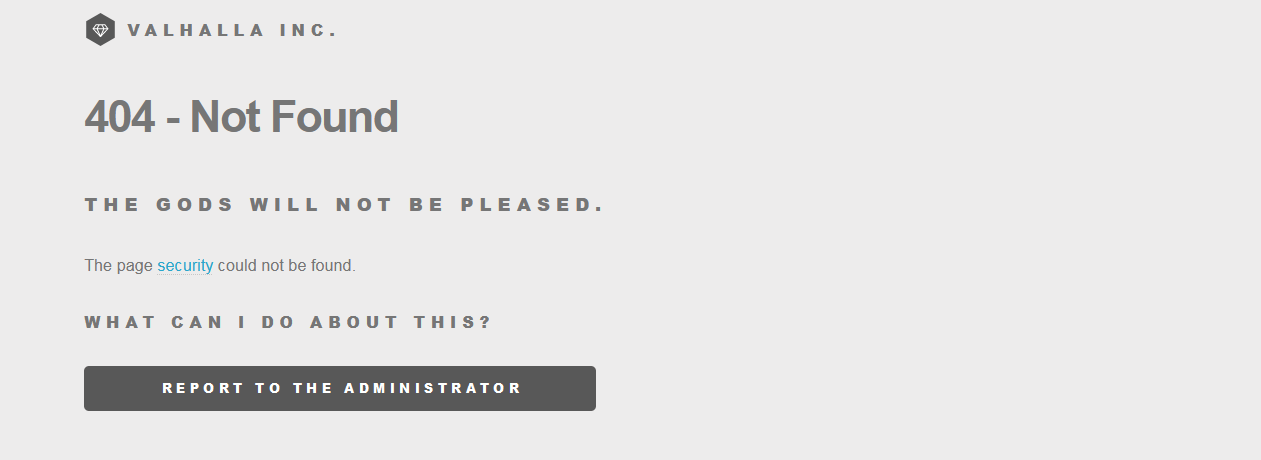 VALHALLA INC.
404 - Not Found
THE GODS WILL NOT BE PLEASED.
The page security could not be found.
WHAT CAN I DO ABOUT THIS?
REPORT TO THE ADMINISTRATOR